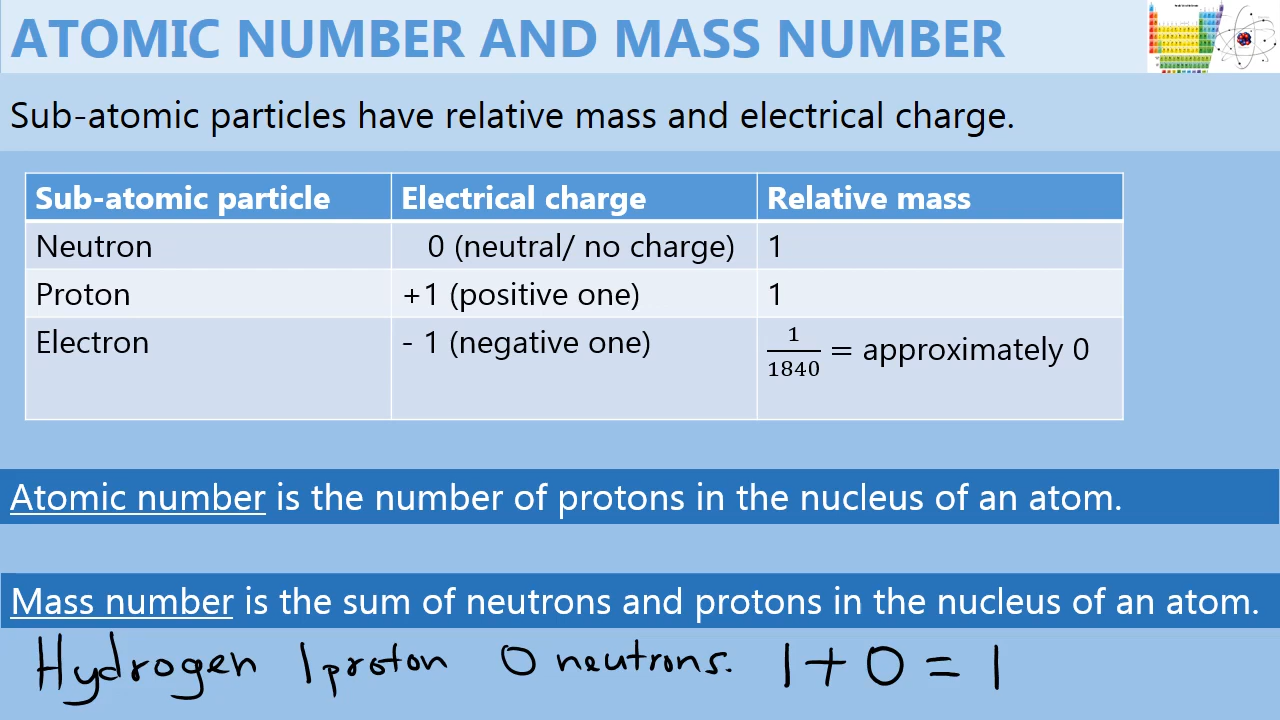 ATOMIC NUMBER AND MASS NUMBER
Sub-atomic particles have relative mass and electrical charge.
Sub-atomic particle Electrical charge Relative mass
Neutron 0 (neutral/ no charge) 1
Proton +1 (positive one) 1
Electron - 1 (negative one) 1/1840 = approximately 0
Atomic number is the number of protons in the nucleus of an atom.
Mass number is the sum of neutrons and protons in the nucleus of an atom.
Hydrogen 1 proton 0 neutrons. 1 + 0 = 1